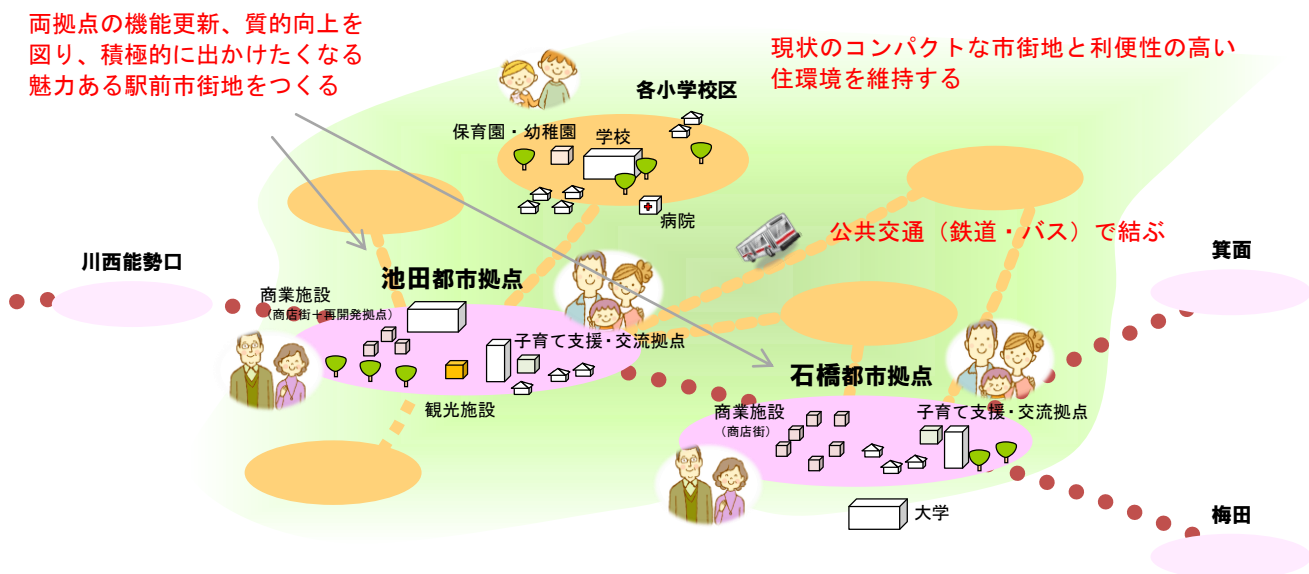 両拠点の機能更新、質的向上を
図り、積極的に出かけたくなる
魅力ある駅前市街地をつくる
現状のコンパクトな市街地と利便性の高い
住環境を維持する
各小学校区
保育園・幼稚園
学校
病院
公共交通（鉄道・バス）で結ぶ
川西能勢口
箕面
池田都市拠点
商業施設
（商店街＋再開発拠点）
子育て支援・交流拠点
観光施設
石橋都市拠点
商業施設
（商店街）
子育て支援・交流拠点
大学
梅田